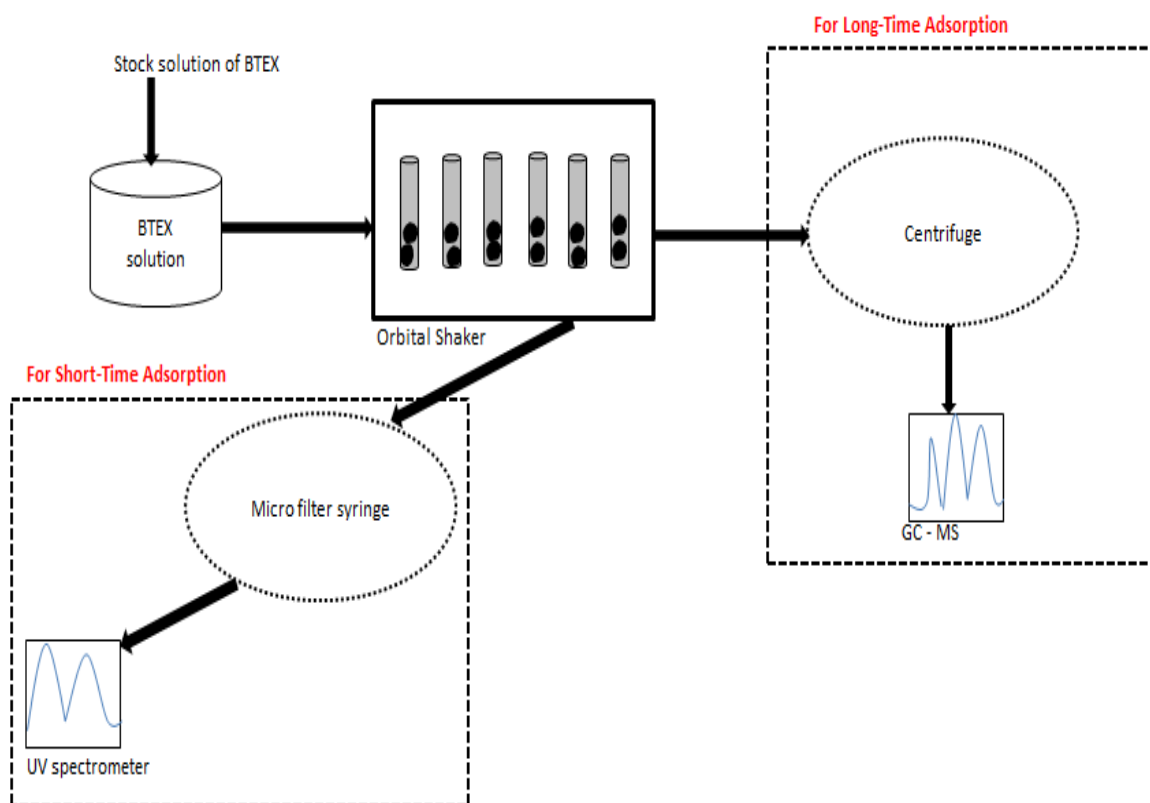 For Long-Time Adsorption
Stock solution of BTEX
BTEX
solution
Centrifuge
Orbital Shaker
For Short-Time Adsorption
Micro filter syringe
GC - MS
UV spectrometer